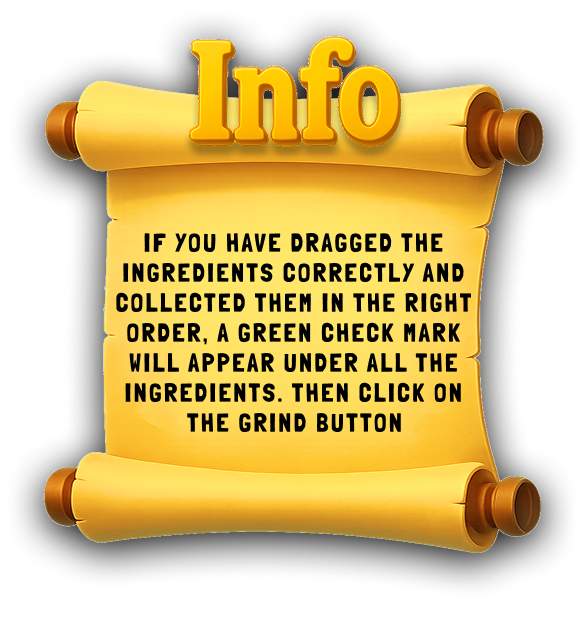 Info
IF YOU HAVE DRAGGED THE
INGREDIENTS CORRECTLY AND
COLLECTED THEM IN THE RIGHT
ORDER, A GREEN CHECK MARK
WILL APPEAR UNDER ALL THE
INGREDIENTS. THEN CLICK ON
THE GRIND BUTTON